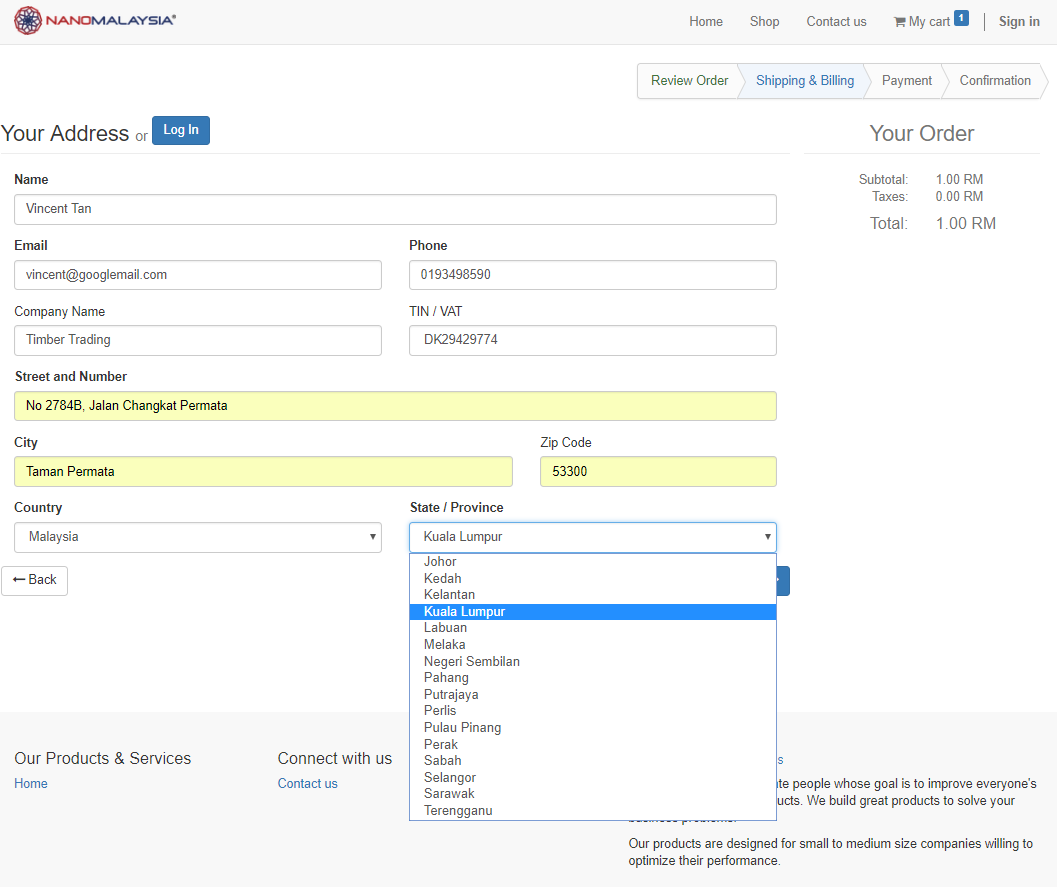 NANOMALAYSIA®
Home Shop Contact us My cart 1 Sign in
Review Order Shipping & Billing Payment Confirmation
Your Address or Log In
Your Order
Name
Vincent Tan
Subtotal: 1.00 RM
Taxes: 0.00 RM
Total: 1.00 RM
Email Phone
vincent@googlemail.com 0193498590
Company Name TIN / VAT
Timber Trading DK29429774
Street and Number
No 2784B, Jalan Changkat Permata
City Zip Code
Taman Permata 53300
Country State / Province
Malaysia Kuala Lumpur
← Back
Johor
Kedah
Kelantan
Kuala Lumpur
Labuan
Melaka
Negeri Sembilan
Pahang
Putrajaya
Perlis
Pulau Pinang
Perak
Sabah
Selangor
Sarawak
Terengganu
Our Products & Services
Home
Connect with us
Contact us
people whose goal is to improve everyone's
We build great products to solve your
Our products are designed for small to medium size companies willing to
optimize their performance.